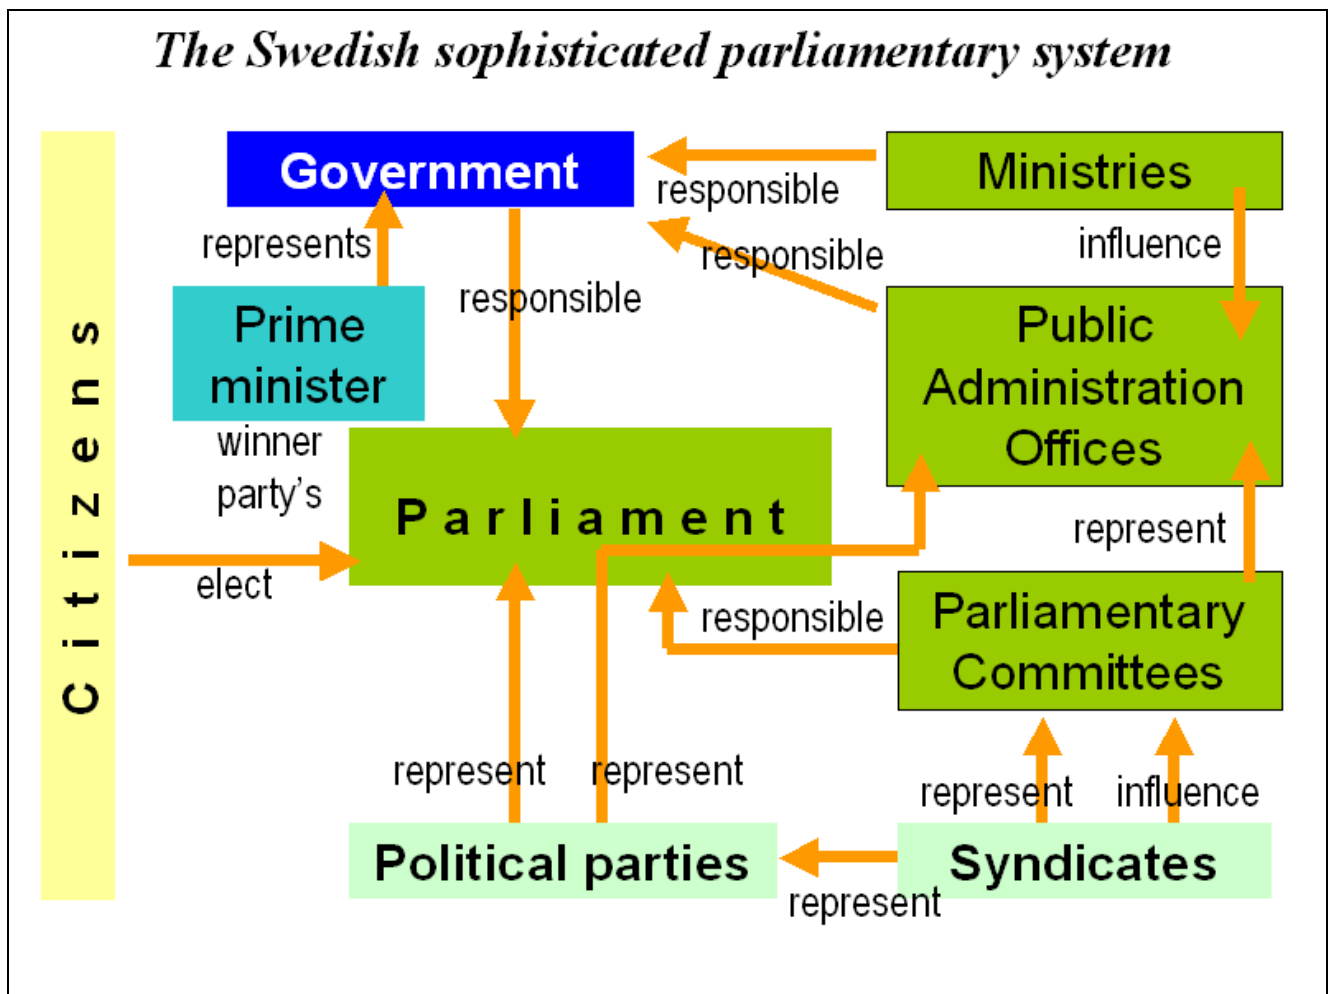 The Swedish sophisticated parliamentary system
Citizens
Government
Ministries
responsible
represents
responsible
influence
responsible
Prime
minister
Public
Administration
Offices
winner
party's
Parliament
elect
represent
responsible
Parliamentary
Committees
represent
represent
represent
influence
Political parties
Syndicates
represent